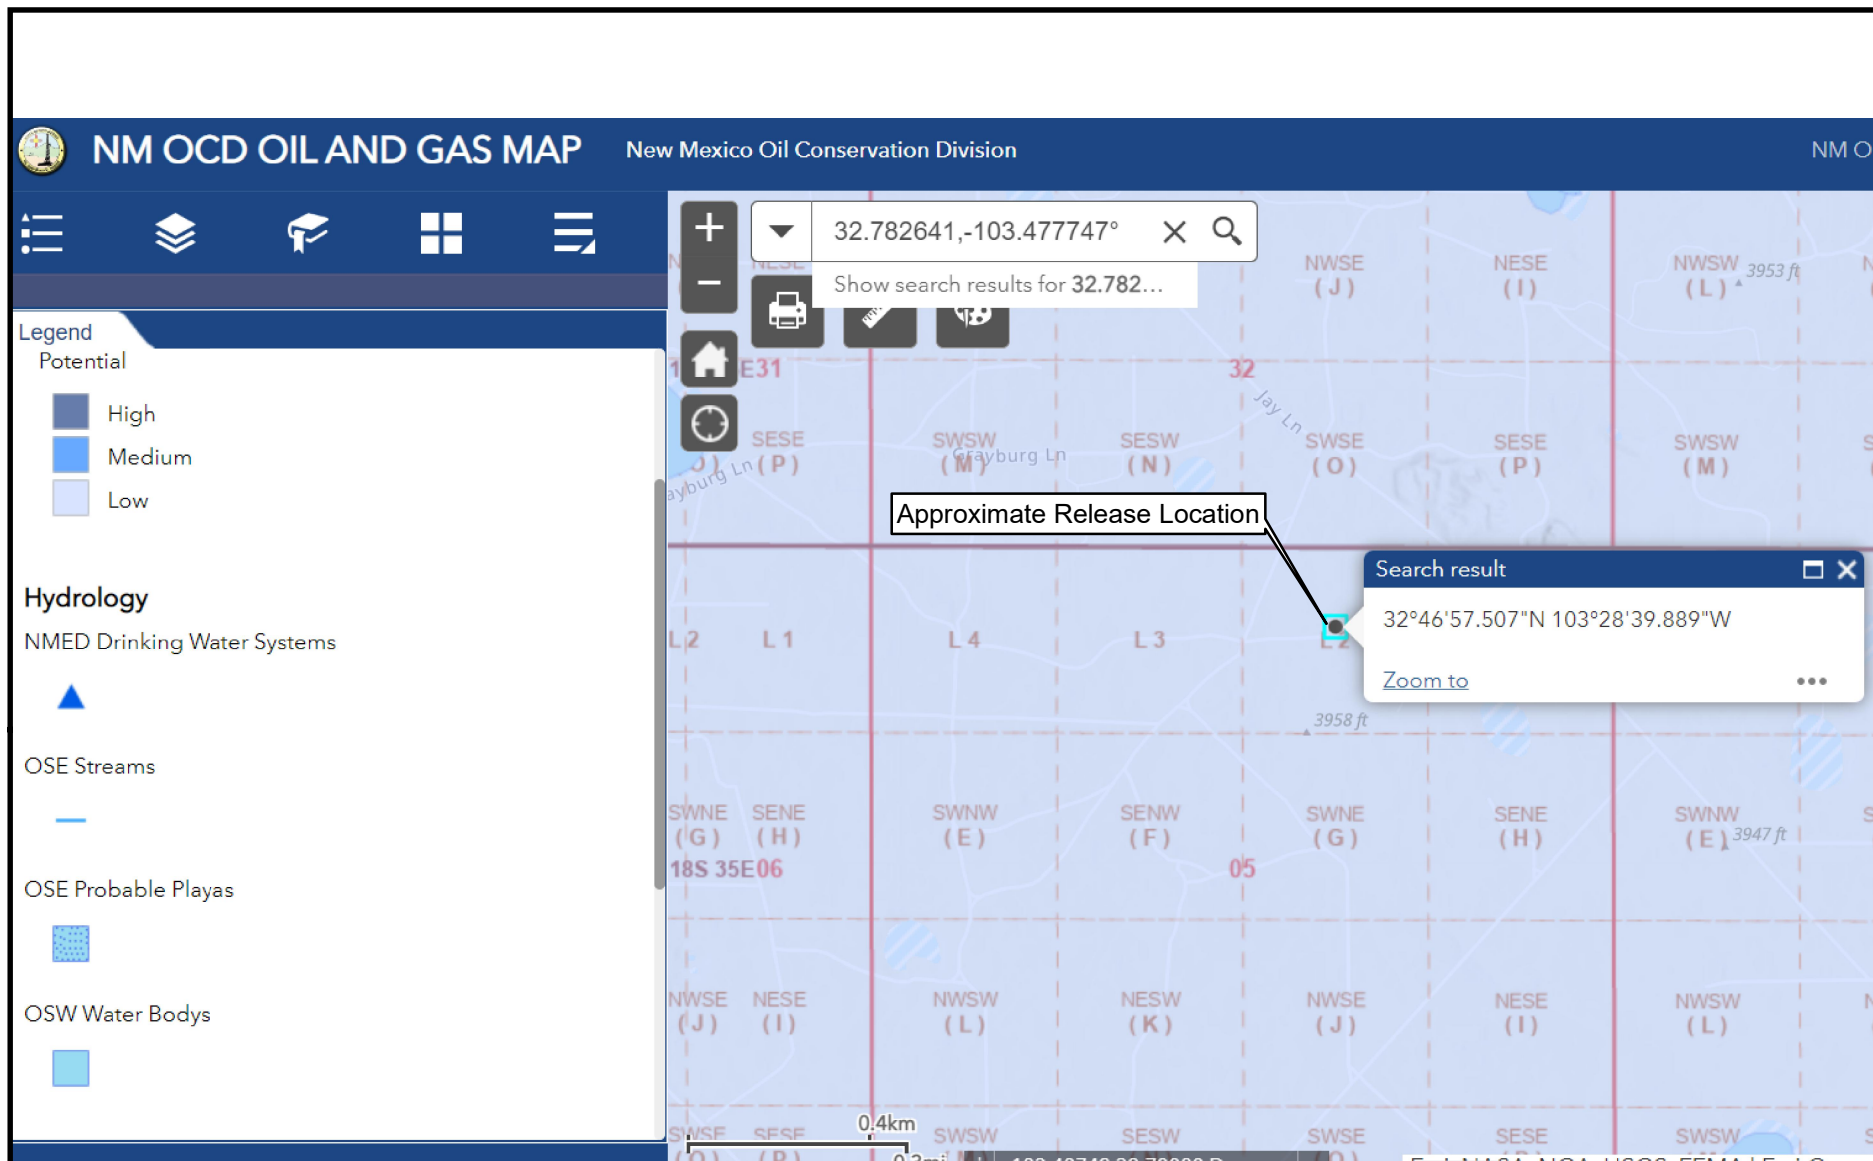 NM OCD OIL AND GAS MAP
New Mexico Oil Conservation Division
NM O
32.782641,-103.477747°
Show search results for 32.782...
Legend
Potential
High
Medium
Low
Hydrology
NMED Drinking Water Systems
OSE Streams
OSE Probable Playas
OSW Water Bodys
NESE
NWSE
(J)
NESE
(I)
NWSW
(L)
3953 ft
E31
32
Jay Ln
SESE
(P)
SWSW
(M)
Grayburg Ln
SESW
(N)
SWSE
(O)
SESE
(P)
SWSW
(M)
ayburg Ln
Approximate Release Location
Search result
32°46'57.507"N 103°28'39.889"W
Zoom to
L 2
L 1
L 4
L 3
L 2
3958 ft
SWNE
(G)
SENE
(H)
SWNW
(E)
SENW
(F)
SWNE
(G)
SENE
(H)
SWNW
(E)
3947 ft
18S 35E06
05
NWSE
(J)
NESE
(I)
NWSW
(L)
NESW
(K)
NWSE
(J)
NESE
(I)
NWSW
(L)
0.4km
SWSE
SESE
SWSW
SESW
SWSE
SESE
SWSW